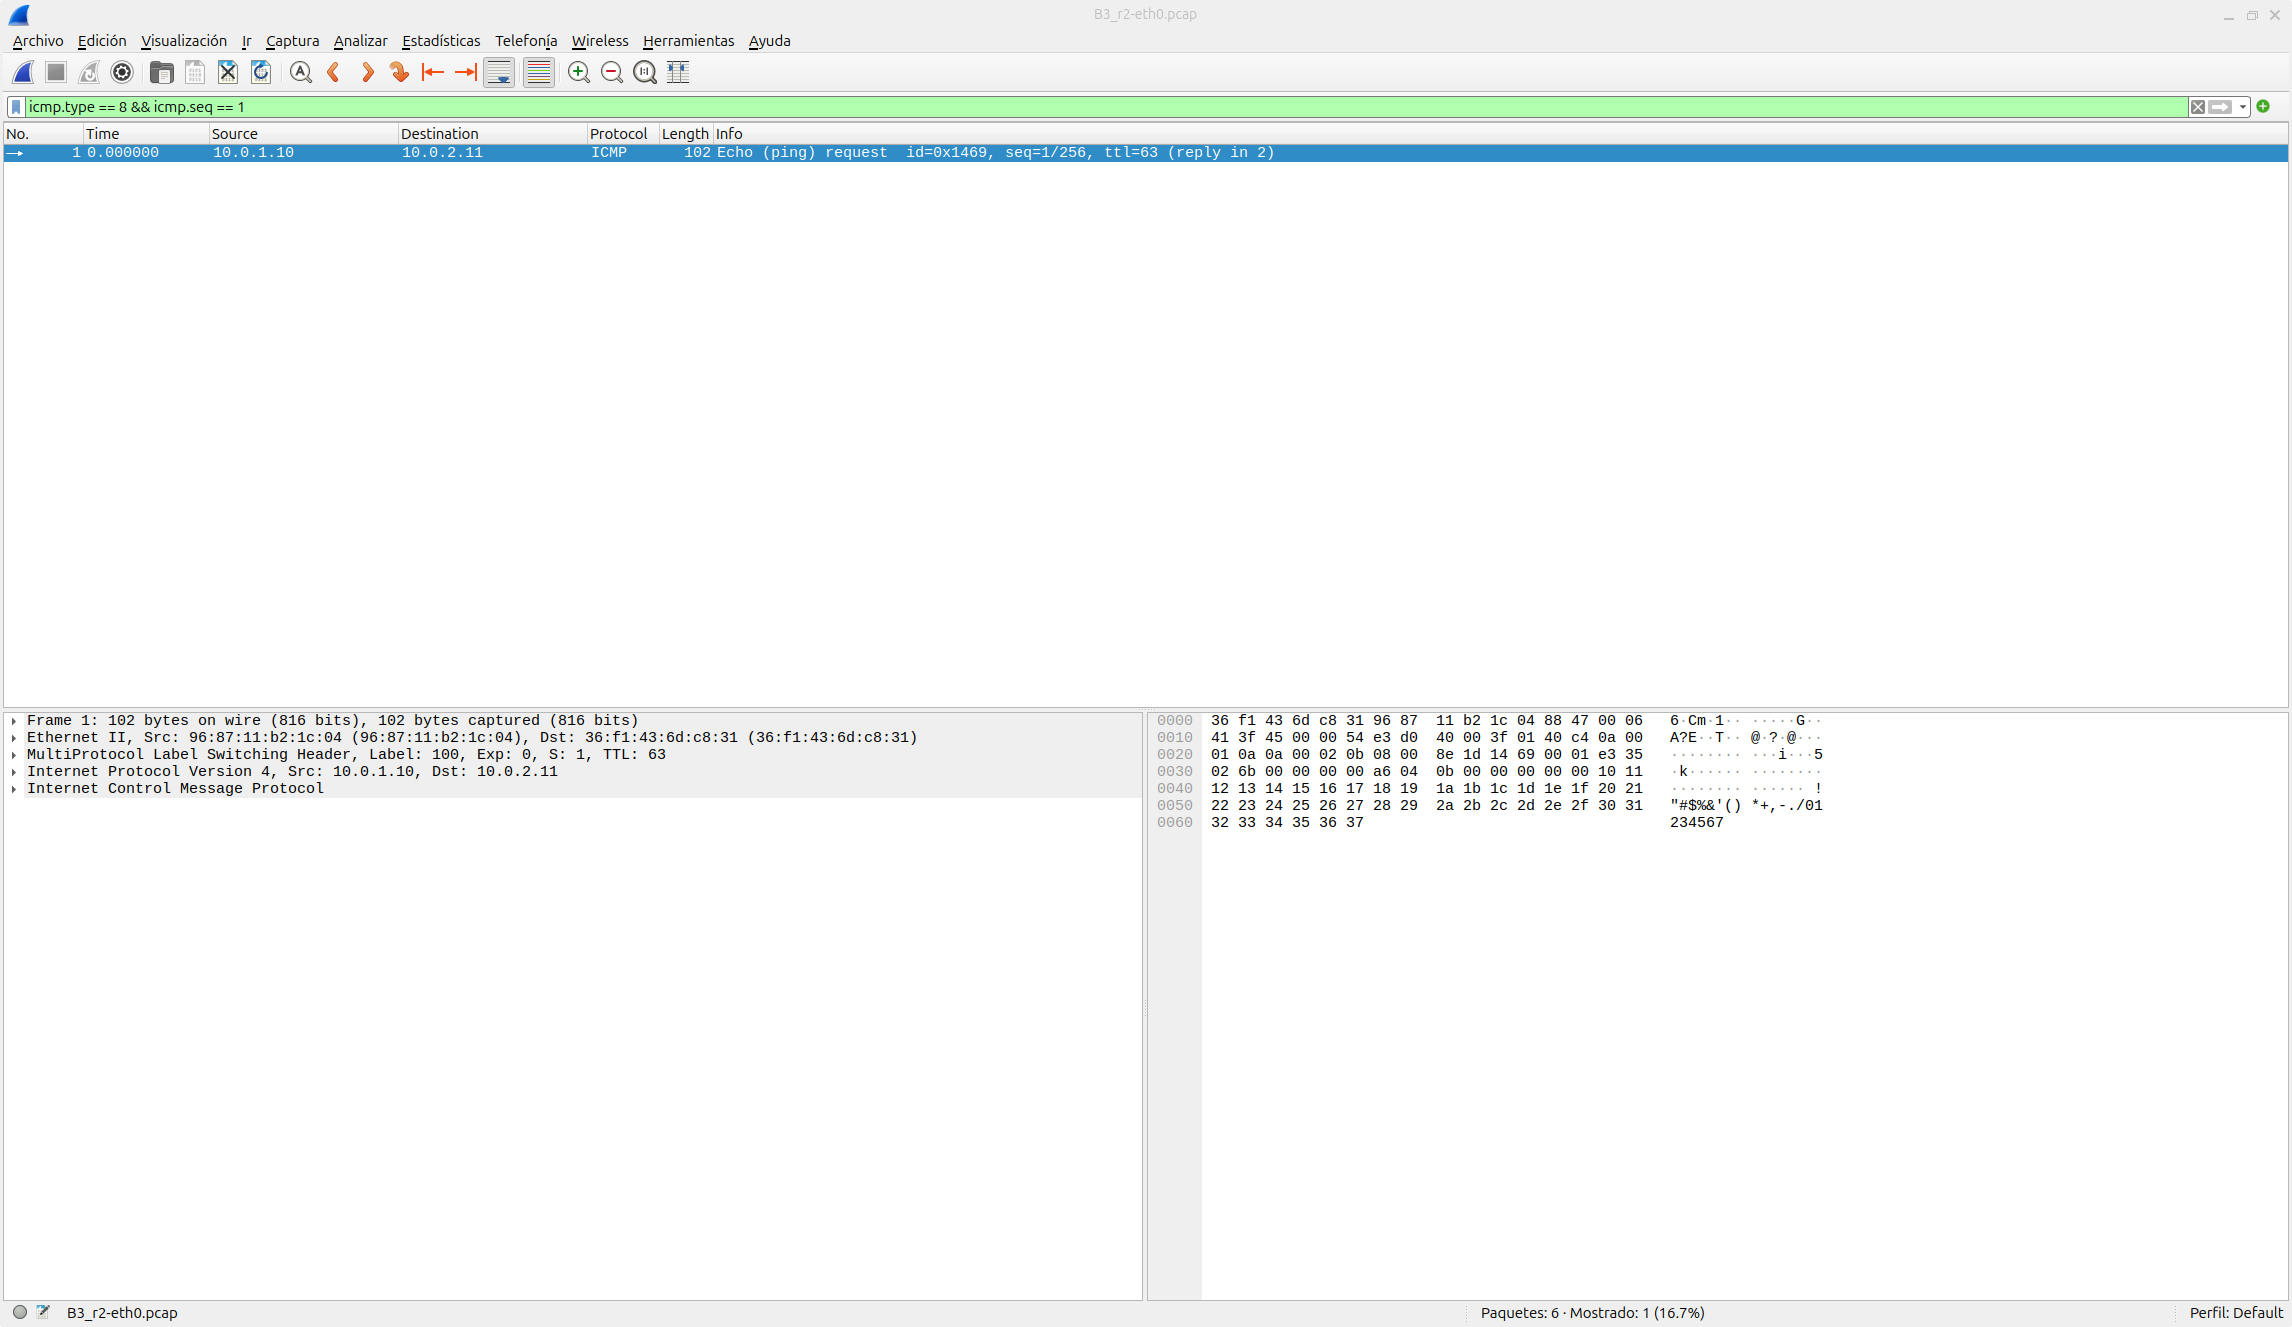 B3_r2-eth0.pcap
Archivo Edición Visualización Ir Captura Analizar Estadísticas Telefonía Wireless Herramientas Ayuda
icmp.type == 8 && icmp.seq == 1
No. Time Source Destination Protocol Length Info
1 0.000000 10.0.1.10 10.0.2.11 ICMP 102 Echo (ping) request id=0x1469, seq=1/256, ttl=63 (reply in 2)
Frame 1: 102 bytes on wire (816 bits), 102 bytes captured (816 bits)
Ethernet II, Src: 96:87:11:b2:1c:04 (96:87:11:b2:1c:04), Dst: 36:f1:43:6d:c8:31 (36:f1:43:6d:c8:31)
MultiProtocol Label Switching Header, Label: 100, Exp: 0, S: 1, TTL: 63
Internet Protocol Version 4, Src: 10.0.1.10, Dst: 10.0.2.11
Internet Control Message Protocol
0000 36 f1 43 6d c8 31 96 87 11 b2 1c 04 88 47 00 06 6·Cm·1·· ·····G··
0010 41 3f 45 00 00 54 e3 d0 40 00 3f 01 40 c4 0a 00 A?E··T·· @·?·@···
0020 01 0a 0a 00 02 0b 08 00 8e 1d 14 69 00 01 e3 35 ········ ···i···5
0030 02 6b 00 00 00 00 a6 04 0b 00 00 00 00 00 10 11 ·k······ ········
0040 12 13 14 15 16 17 18 19 1a 1b 1c 1d 1e 1f 20 21 ········ ······ !
0050 22 23 24 25 26 27 28 29 2a 2b 2c 2d 2e 2f 30 31 "#$%&'() *+,-./01
0060 32 33 34 35 36 37 234567
B3_r2-eth0.pcap Paquetes: 6 · Mostrado: 1 (16.7%) Perfil: Default